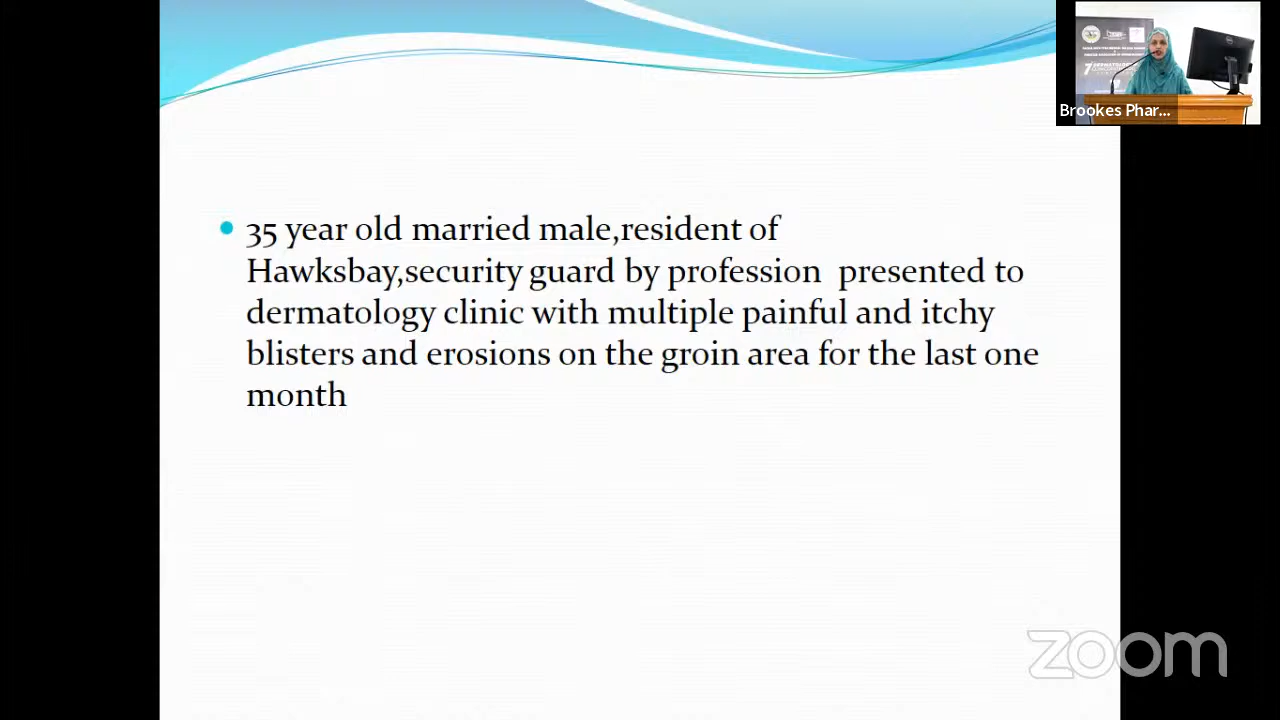 Brookes Phar...
35 year old married male,resident of
Hawksbay,security guard by profession presented to
dermatology clinic with multiple painful and itchy
blisters and erosions on the groin area for the last one
month
zoom